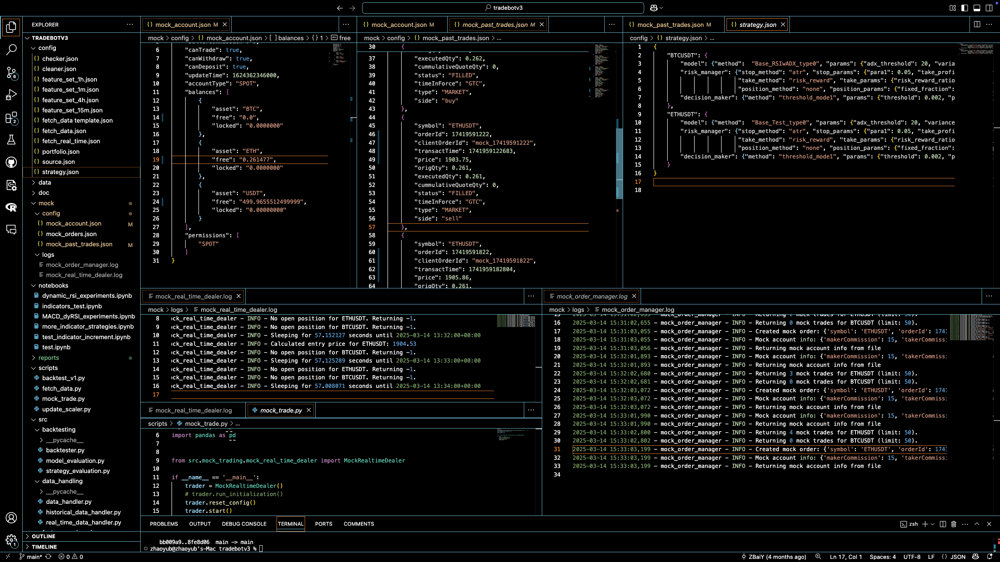 tradebotv3
EXPLORER
TRADEBOTV3
config
checker.json
cleaner.json
feature_set_1h.json
feature_set_1m.json
feature_set_4h.json
feature_set_15m.json
fetch_data template.json
fetch_data.json
fetch_real_time.json
portfolio.json
source.json
strategy.json
data
doc
mock
config
mock_account.json M
mock_orders.json
mock_past_trades.json M
logs
mock_order_manager.log
mock_real_time_dealer.log
notebooks
dynamic_rsi_experiments.ipynb
indicators_test.ipynb
MACD_dyRSI_experiments.ipynb
more_indicator_strategies.ipynb
test_indicator_increment.ipynb
test.ipynb
reports
scripts
backtest_v1.py
fetch_data.py
mock_trade.py
update_scaler.py
src
backtesting
__pycache__
backtester.py
model_evaluation.py
strategy_evaluation.py
data_handling
__pycache__
data_handler.py
historical_data_handler.py
real_time_data_handler.py
OUTLINE
TIMELINE
6
2
1
{} mock_account.json M
mock > config > {} mock_account.json > [ ] balances > {} 1 > free
6 "canTrade": true,
7 "canWithdraw": true,
8 "canDeposit": true,
9 "updateTime": 1624362346000,
10 "accountType": "SPOT",
11 "balances": [
12 {
13 "asset": "BTC",
14 "free": "0.0",
15 "locked": "0.0000000"
16 },
17 {
18 "asset": "ETH",
19 "free": "0.261477",
20 "locked": "0.0000000"
21 },
22 {
23 "asset": "USDT",
24 "free": "499.9655512499999",
25 "locked": "0.00000000"
26 }
27 ],
28 "permissions": [
29 "SPOT"
30 ]
31 }
{} mock_account.json M {} mock_past_trades.json M
mock > config > {} mock_past_trades.json > ...
30 {
37 "executedQty": 0.262,
38 "cummulativeQuoteQty": 0,
39 "status": "FILLED",
40 "timeInForce": "GTC",
41 "type": "MARKET",
42 "side": "buy"
43 },
44 {
45 "symbol": "ETHUSDT",
46 "orderId": 17419591222,
47 "clientOrderId": "mock_17419591222",
48 "transactTime": 1741959122683,
49 "price": 1903.75,
50 "origQty": 0.261,
51 "executedQty": 0.261,
52 "cummulativeQuoteQty": 0,
53 "status": "FILLED",
54 "timeInForce": "GTC",
55 "type": "MARKET",
56 "side": "sell"
57 },
58 {
59 "symbol": "ETHUSDT",
60 "orderId": 17419591822,
61 "clientOrderId": "mock_17419591822",
62 "transactTime": 1741959182804,
63 "price": 1905.86,
64 "origQty": 0.261,
{} mock_past_trades.json M {} strategy.json
config > {} strategy.json > ...
1 {
2 "BTCUSDT": {
3 "model": {"method": "Base_RSIwADX_type0", "params": {"adx_threshold": 20, "varia
4 "risk_manager": {"stop_method": "atr", "stop_params": {"para1": 0.05, "take_profi
5 "take_method": "risk_reward", "take_params": {"risk_reward_ratio
6 "position_method": "none", "position_params": {"fixed_fraction":
7 "decision_maker": {"method": "threshold_mode1", "params": {"threshold": 0.002, "p
8 },
9 "ETHUSDT": {
10 "model": {"method": "Base_Test_type0", "params": {"adx_threshold": 20, "variance
11 "risk_manager": {"stop_method": "atr", "stop_params": {"para1": 0.05, "take_profi
12 "take_method": "risk_reward", "take_params": {"risk_reward_ratio
13 "position_method": "none", "position_params": {"fixed_fraction":
14 "decision_maker": {"method": "threshold_mode1", "params": {"threshold": 0.002, "p
15 }
16 }
17
18
mock_real_time_dealer.log
mock > logs > mock_real_time_dealer.log
8 ock_real_time_dealer - INFO - No open position for ETHUSDT. Returning -1.
9 ock_real_time_dealer - INFO - No open position for BTCUSDT. Returning -1.
10 ock_real_time_dealer - INFO - Sleeping for 57.152127 seconds until 2025-03-14 13:32:00+00:00
11 ock_real_time_dealer - INFO - Calculated entry price for ETHUSDT: 1904.53
12 ock_real_time_dealer - INFO - No open position for BTCUSDT. Returning -1.
13 ock_real_time_dealer - INFO - Sleeping for 57.125289 seconds until 2025-03-14 13:33:00+00:00
14 ock_real_time_dealer - INFO - No open position for ETHUSDT. Returning -1.
15 ock_real_time_dealer - INFO - No open position for BTCUSDT. Returning -1.
16 ock_real_time_dealer - INFO - Sleeping for 57.008071 seconds until 2025-03-14 13:34:00+00:00
17
mock_real_time_dealer.log mock_trade.py
scripts > mock_trade.py > ...
6 import pandas as pd
7
8
9 from src.mock_trading.mock_real_time_dealer import MockRealtimeDealer
10
11 if __name__ == '__main__':
12 trader = MockRealtimeDealer()
13 # trader.run_initialization()
14 trader.reset_config()
15 trader.start()
mock_order_manager.log
mock > logs > mock_order_manager.log
15 2025-03-14 15:31:02,655 - mock_order_manager - INFO - Returning 2 mock trades for ETHUSDT (limit: 50).
16 2025-03-14 15:31:02,655 - mock_order_manager - INFO - Returning 0 mock trades for BTCUSDT (limit: 50).
17 2025-03-14 15:31:03,055 - mock_order_manager - INFO - Created mock order: {'symbol': 'ETHUSDT', 'orderId': 1741
18 2025-03-14 15:31:03,055 - mock_order_manager - INFO - Mock account info: {'makerCommission': 15, 'takerCommissi
19 2025-03-14 15:31:03,056 - mock_order_manager - INFO - Returning mock account info from file
20 2025-03-14 15:32:01,893 - mock_order_manager - INFO - Mock account info: {'makerCommission': 15, 'takerCommissi
21 2025-03-14 15:32:01,893 - mock_order_manager - INFO - Returning mock account info from file
22 2025-03-14 15:32:02,680 - mock_order_manager - INFO - Returning 3 mock trades for ETHUSDT (limit: 50).
23 2025-03-14 15:32:02,681 - mock_order_manager - INFO - Returning 0 mock trades for BTCUSDT (limit: 50).
24 2025-03-14 15:32:03,072 - mock_order_manager - INFO - Created mock order: {'symbol': 'ETHUSDT', 'orderId': 1741
25 2025-03-14 15:32:03,072 - mock_order_manager - INFO - Mock account info: {'makerCommission': 15, 'takerCommissi
26 2025-03-14 15:32:03,072 - mock_order_manager - INFO - Returning mock account info from file
27 2025-03-14 15:33:01,990 - mock_order_manager - INFO - Mock account info: {'makerCommission': 15, 'takerCommissi
28 2025-03-14 15:33:01,990 - mock_order_manager - INFO - Returning mock account info from file
29 2025-03-14 15:33:02,800 - mock_order_manager - INFO - Returning 4 mock trades for ETHUSDT (limit: 50).
30 2025-03-14 15:33:02,802 - mock_order_manager - INFO - Returning 0 mock trades for BTCUSDT (limit: 50).
31 2025-03-14 15:33:03,199 - mock_order_manager - INFO - Created mock order: {'symbol': 'ETHUSDT', 'orderId': 1741
32 2025-03-14 15:33:03,199 - mock_order_manager - INFO - Mock account info: {'makerCommission': 15, 'takerCommissi
33 2025-03-14 15:33:03,199 - mock_order_manager - INFO - Returning mock account info from file
34
PROBLEMS OUTPUT DEBUG CONSOLE TERMINAL PORTS COMMENTS
zsh
bb009a9..8fe8d06 main -> main
zhaoyub@zhaoyub's-Mac tradebotv3 %
main* 0 0 ZBaiY (4 months ago) Ln 17, Col 1 Spaces: 4 UTF-8 LF {} JSON